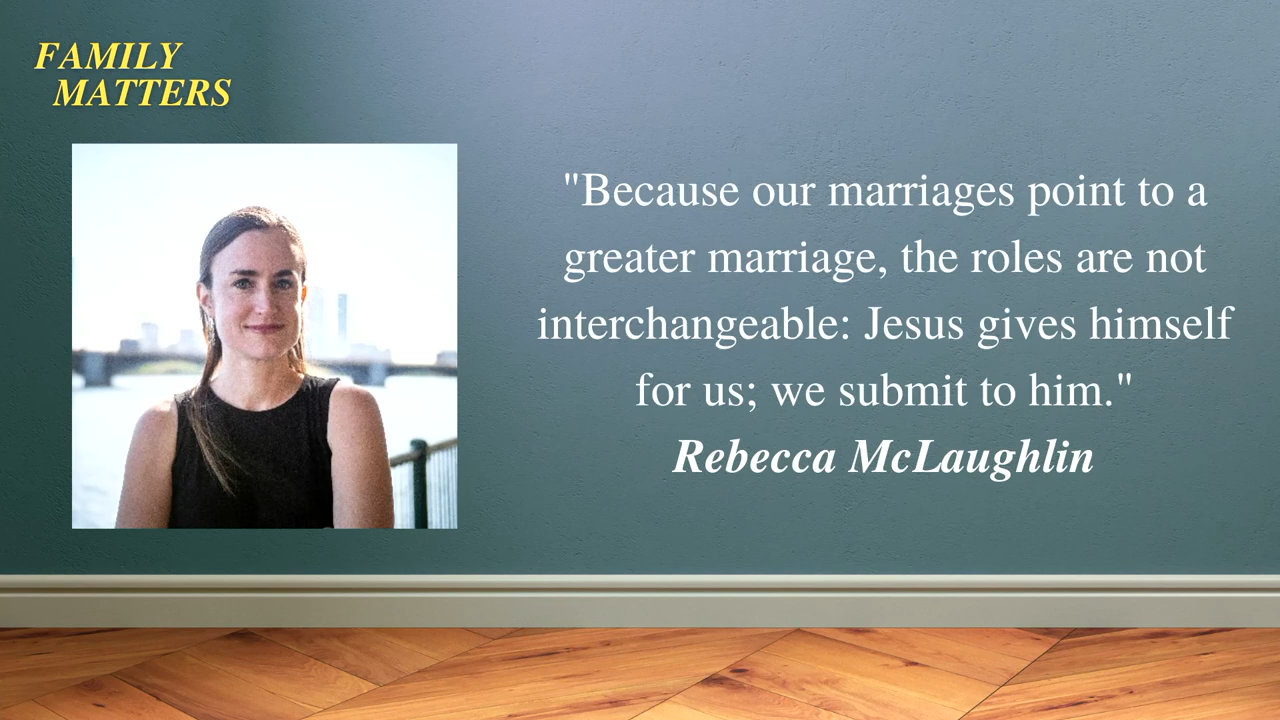 FAMILY
MATTERS
"Because our marriages point to a
greater marriage, the roles are not
interchangeable: Jesus gives himself
for us; we submit to him."
Rebecca McLaughlin